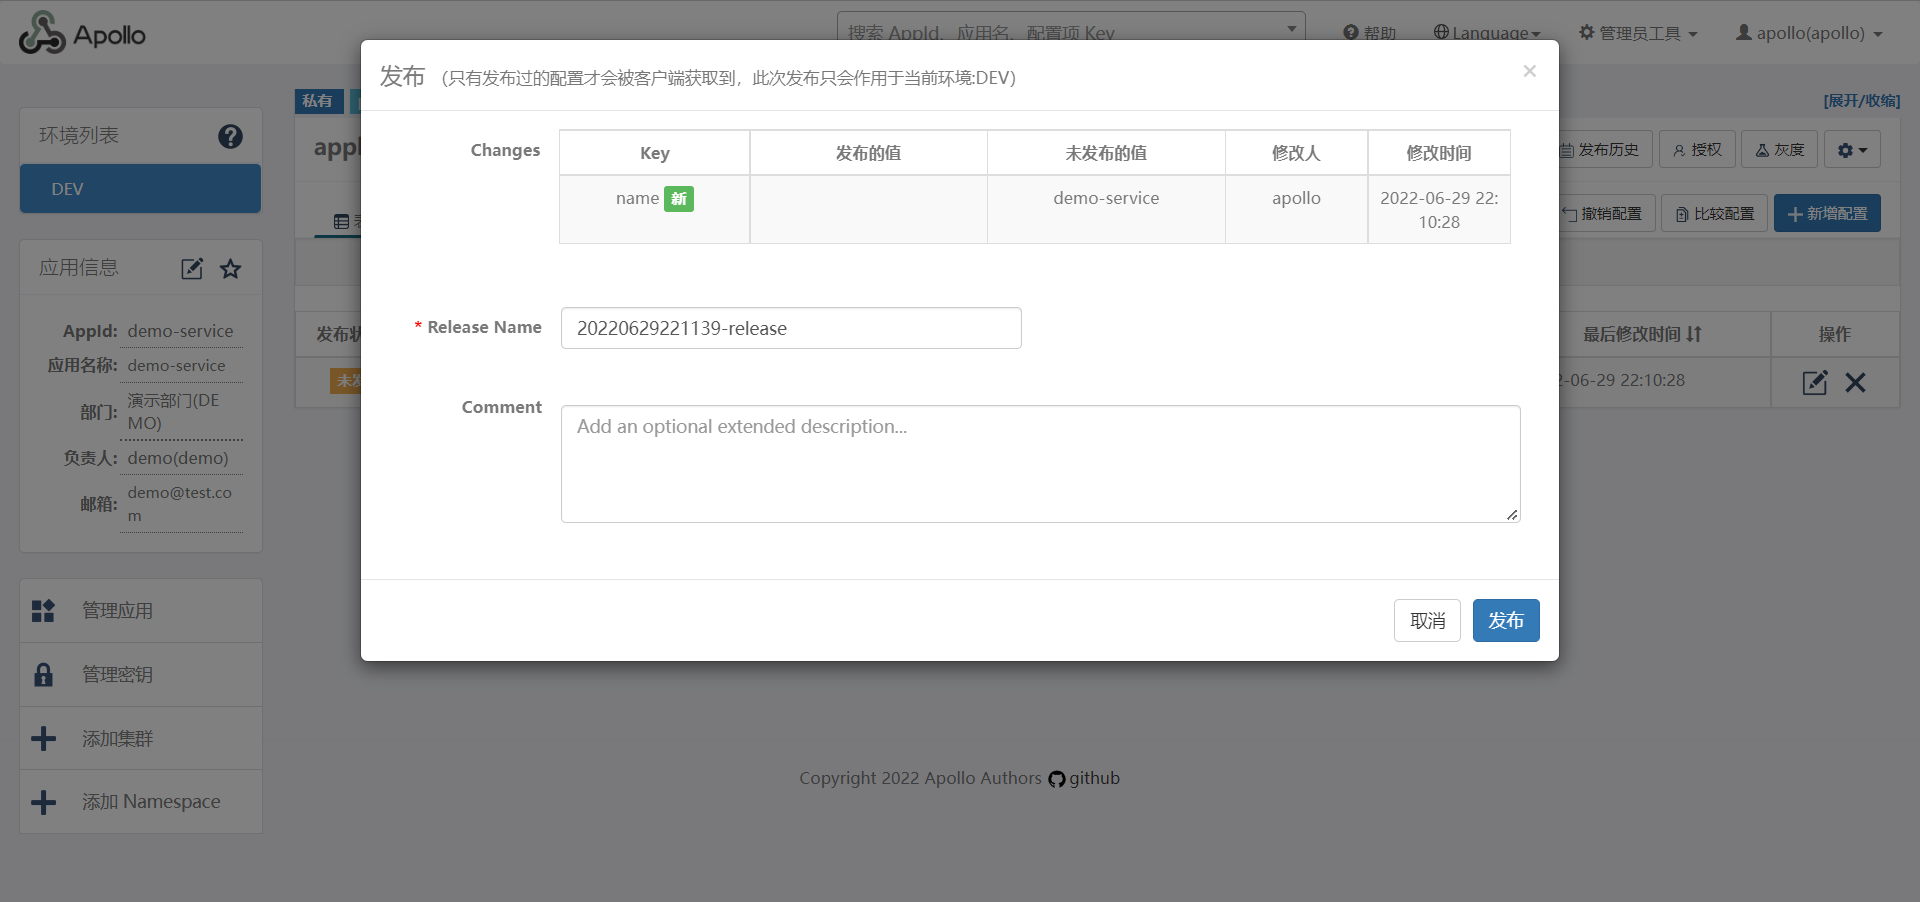 Apollo
搜索 AppId、应用名、配置项 Key
帮助
Language
管理员工具
apollo(apollo)
发布 (只有发布过的配置才会被客户端获取到，此次发布只会作用于当前环境:DEV)
×
私有
[展开/收缩]
环境列表
DEV
appl
发布历史
授权
灰度
撤销配置
比较配置
新增配置
Changes
Key 发布的值 未发布的值 修改人 修改时间
name 新 demo-service apollo 2022-06-29 22:
10:28
应用信息
AppId: demo-service
应用名称: demo-service
部门: 演示部门(DE
MO)
负责人: demo(demo)
邮箱: demo@test.co
m
* Release Name 20220629221139-release
发布状
最后修改时间
操作
未发
2-06-29 22:10:28
Comment
Add an optional extended description...
取消
发布
管理应用
管理密钥
添加集群
添加 Namespace
Copyright 2022 Apollo Authors github